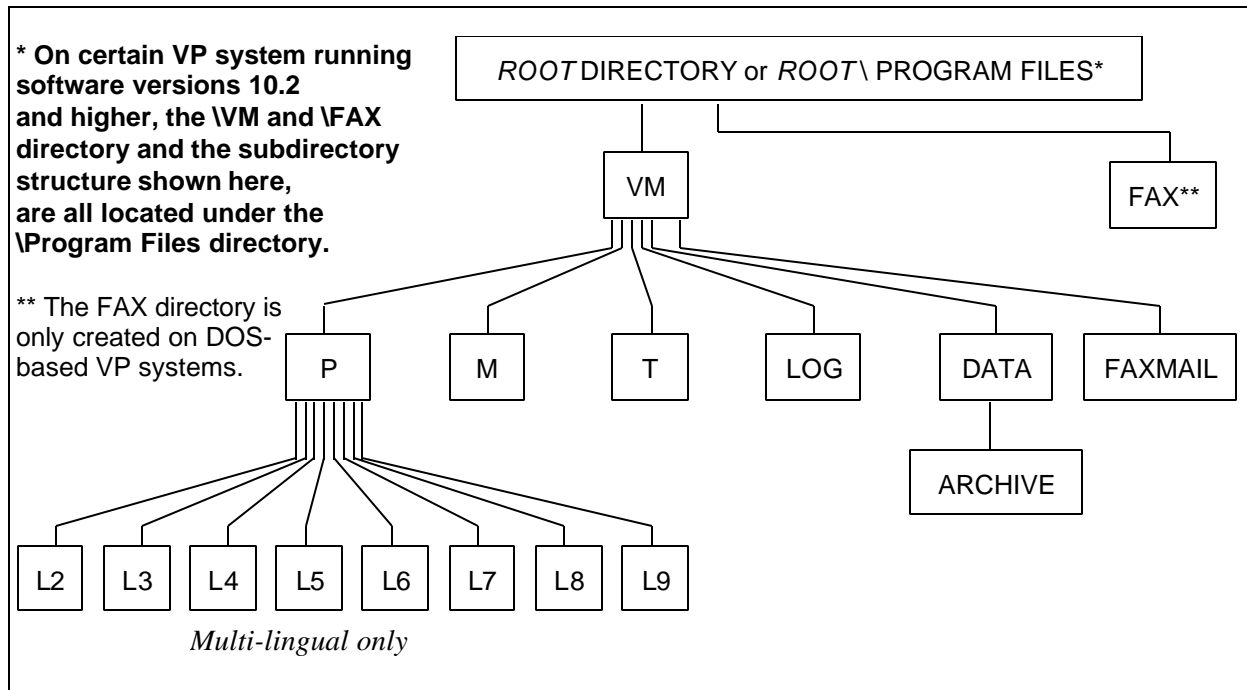 * On certain VP system running
software versions 10.2
and higher, the \VM and \FAX
directory and the subdirectory
structure shown here,
are all located under the
\Program Files directory.
** The FAX directory is
only created on DOS-
based VP systems.
ROOT DIRECTORY or ROOT \ PROGRAM FILES*
VM
FAX**
P
M
T
LOG
DATA
FAXMAIL
ARCHIVE
L2
L3
L4
L5
L6
L7
L8
L9
Multi-lingual only